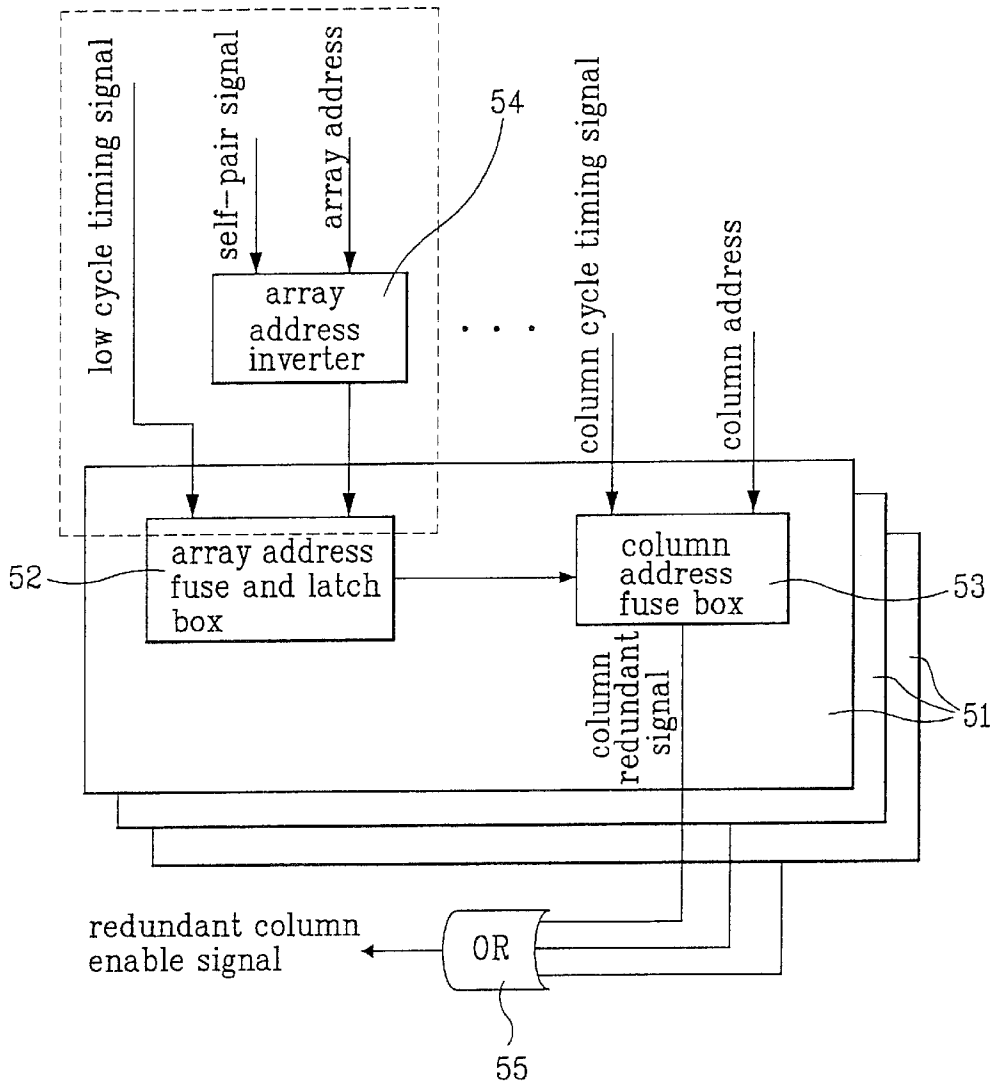 low cycle timing signal
self-pair signal
array address
54
array
address
inverter
. . .
column cycle timing signal
column address
52
array address
fuse and latch
box
column
address
fuse box
53
column
redundant
signal
51
redundant column
enable signal
OR
55